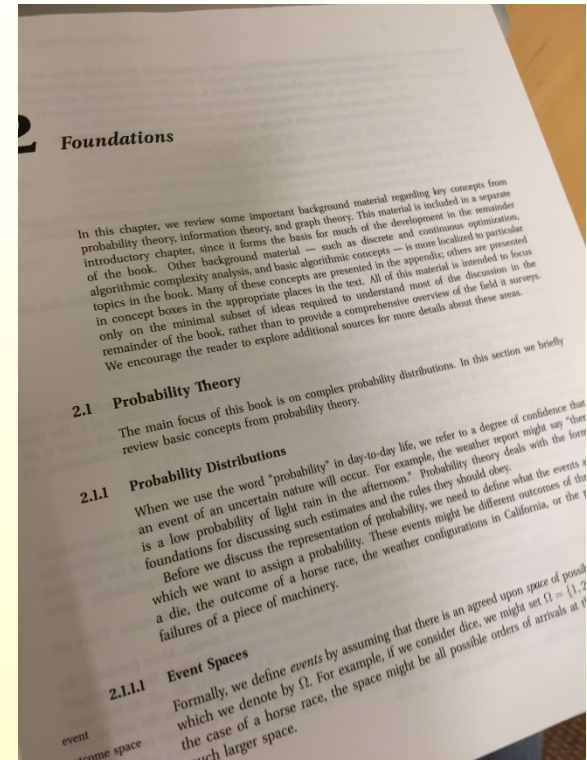 2
Foundations
In this chapter, we review some important background material regarding key concepts from
probability theory, information theory, and graph theory. This material is included in a separate
introductory chapter, since it forms the basis for much of the development in the remainder
of the book. Other background material — such as discrete and continuous optimization,
algorithmic complexity analysis, and basic algorithmic concepts — is more localized to particular
topics in the book. Many of these concepts are presented in the appendix; others are presented
in concept boxes in the appropriate places in the text. All of this material is intended to focus
only on the minimal subset of ideas required to understand most of the discussion in the
remainder of the book, rather than to provide a comprehensive overview of the field it surveys.
We encourage the reader to explore additional sources for more details about these areas.
2.1 Probability Theory
The main focus of this book is on complex probability distributions. In this section we briefly
review basic concepts from probability theory.
2.1.1 Probability Distributions
When we use the word "probability" in day-to-day life, we refer to a degree of confidence that
an event of an uncertain nature will occur. For example, the weather report might say "ther
is a low probability of light rain in the afternoon." Probability theory deals with the form
foundations for discussing such estimates and the rules they should obey.
Before we discuss the representation of probability, we need to define what the events a
which we want to assign a probability. These events might be different outcomes of th
a die, the outcome of a horse race, the weather configurations in California, or the
failures of a piece of machinery.
2.1.1.1 Event Spaces
event Formally, we define events by assuming that there is an agreed upon space of possib
come space which we denote by Ω. For example, if we consider dice, we might set Ω = {1, 2
the case of a horse race, the space might be all possible orders of arrivals at th
uch larger space.